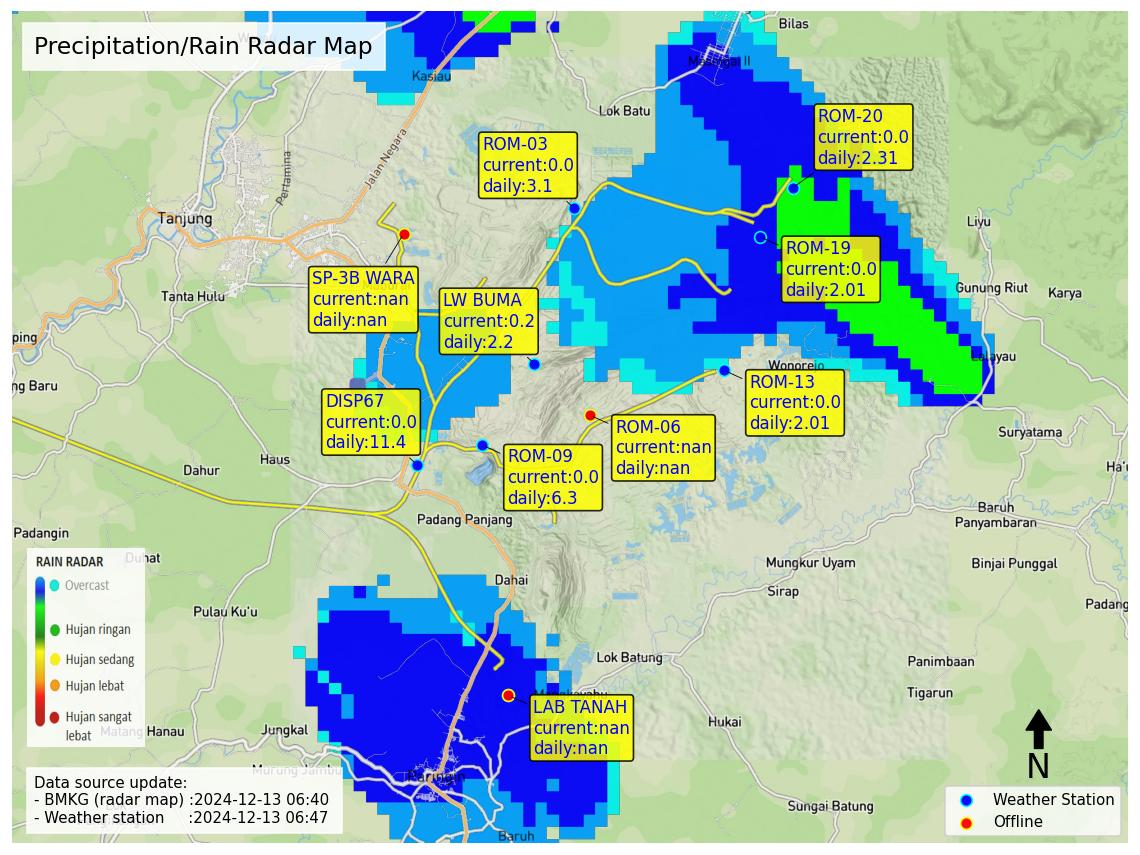 Precipitation/Rain Radar Map
Bilas
Kasiau
Lok Batu
Jalan Negara
Pertamina
Tanjung
Tanta Hulu
ROM-03
current:0.0
daily:3.1
ROM-20
current:0.0
daily:2.31
ROM-19
current:0.0
daily:2.01
Liyu
Gunung Riut
Karya
SP-3B WARA
current:nan
daily:nan
LW BUMA
current:0.2
daily:2.2
ping
ng Baru
Wonorejo
Lalayau
DISP67
current:0.0
daily:11.4
ROM-13
current:0.0
daily:2.01
ROM-06
current:nan
daily:nan
ROM-09
current:0.0
daily:6.3
Suryatama
Ha'u
Dahur
Haus
Padang Panjang
Baruh
Panyambaran
Padangin
Mungkur Uyam
Binjai Punggal
Dahai
Sirap
Padang
Pulau Ku'u
RAIN RADAR
Overcast
Hujan ringan
Hujan sedang
Hujan lebat
Hujan sangat
lebat
Lok Batung
Panimbaan
Tigarun
LAB TANAH
current:nan
daily:nan
Hukai
Matang Hanau
Jungkal
Murung Jambu
Paringin
Sungai Batung
Baruh
N
Data source update:
- BMKG (radar map) :2024-12-13 06:40
- Weather station :2024-12-13 06:47
Weather Station
Offline